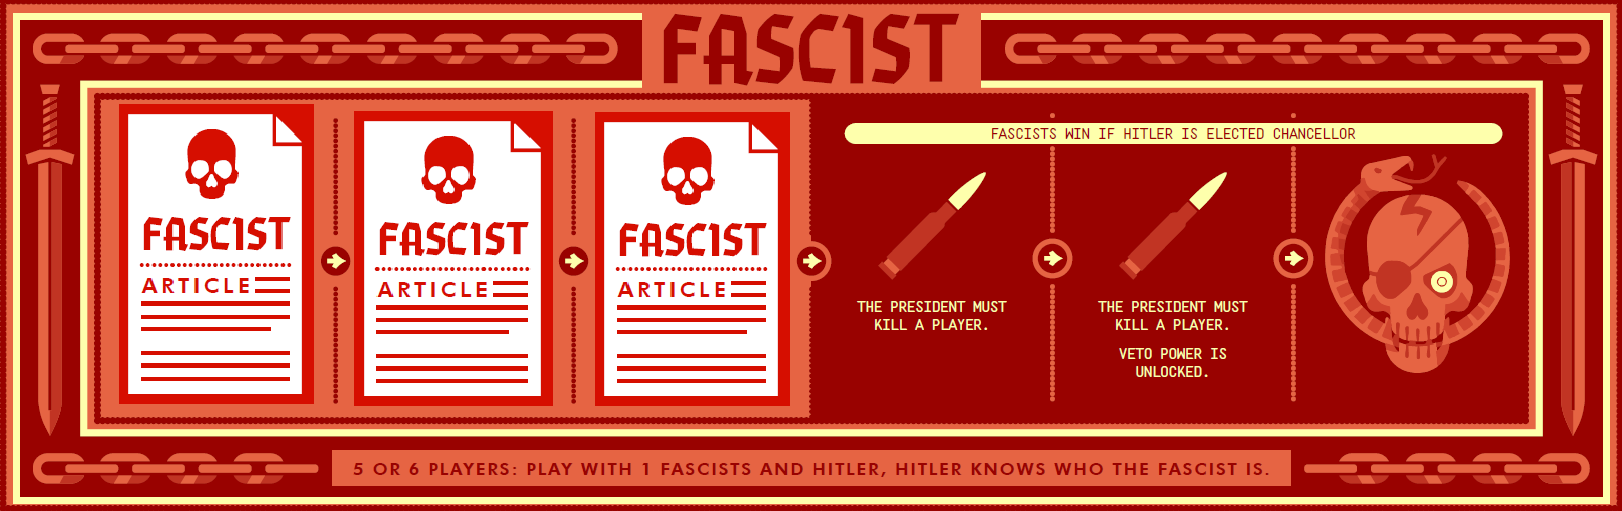 FASCIST
FASCIST
ARTICLE
FASCIST
ARTICLE
FASCIST
ARTICLE
FASCISTS WIN IF HITLER IS ELECTED CHANCELLOR
THE PRESIDENT MUST
KILL A PLAYER.
THE PRESIDENT MUST
KILL A PLAYER.
VETO POWER IS
UNLOCKED.
5 OR 6 PLAYERS: PLAY WITH 1 FASCISTS AND HITLER, HITLER KNOWS WHO THE FASCIST IS.